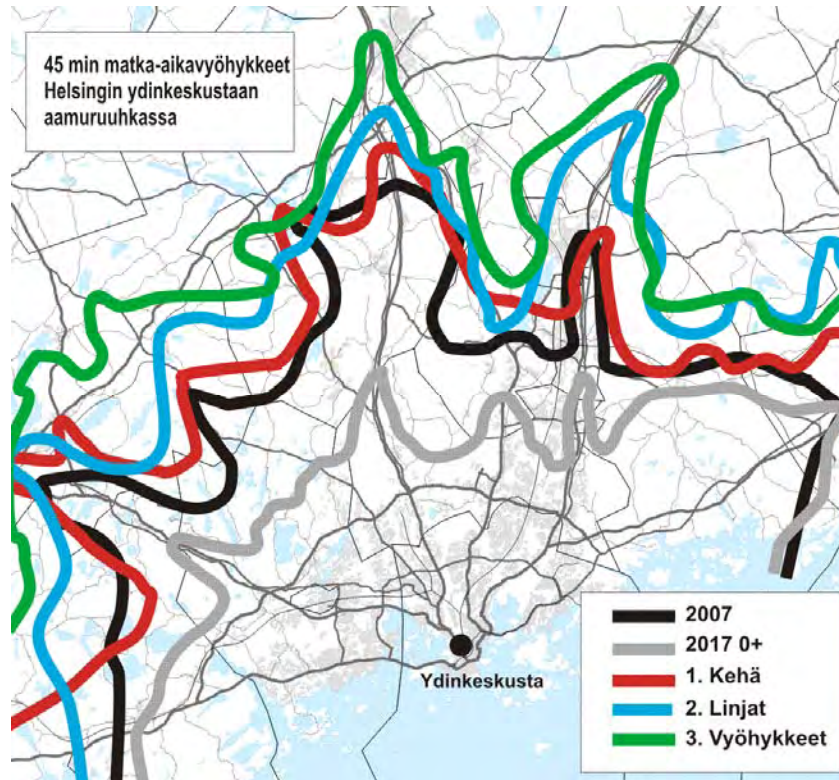 45 min matka-aikavyöhykkeet
Helsingin ydinkeskustaan
aamuruuhkassa
Ydinkeskusta
2007
2017 0+
1. Kehä
2. Linjat
3. Vyöhykkeet